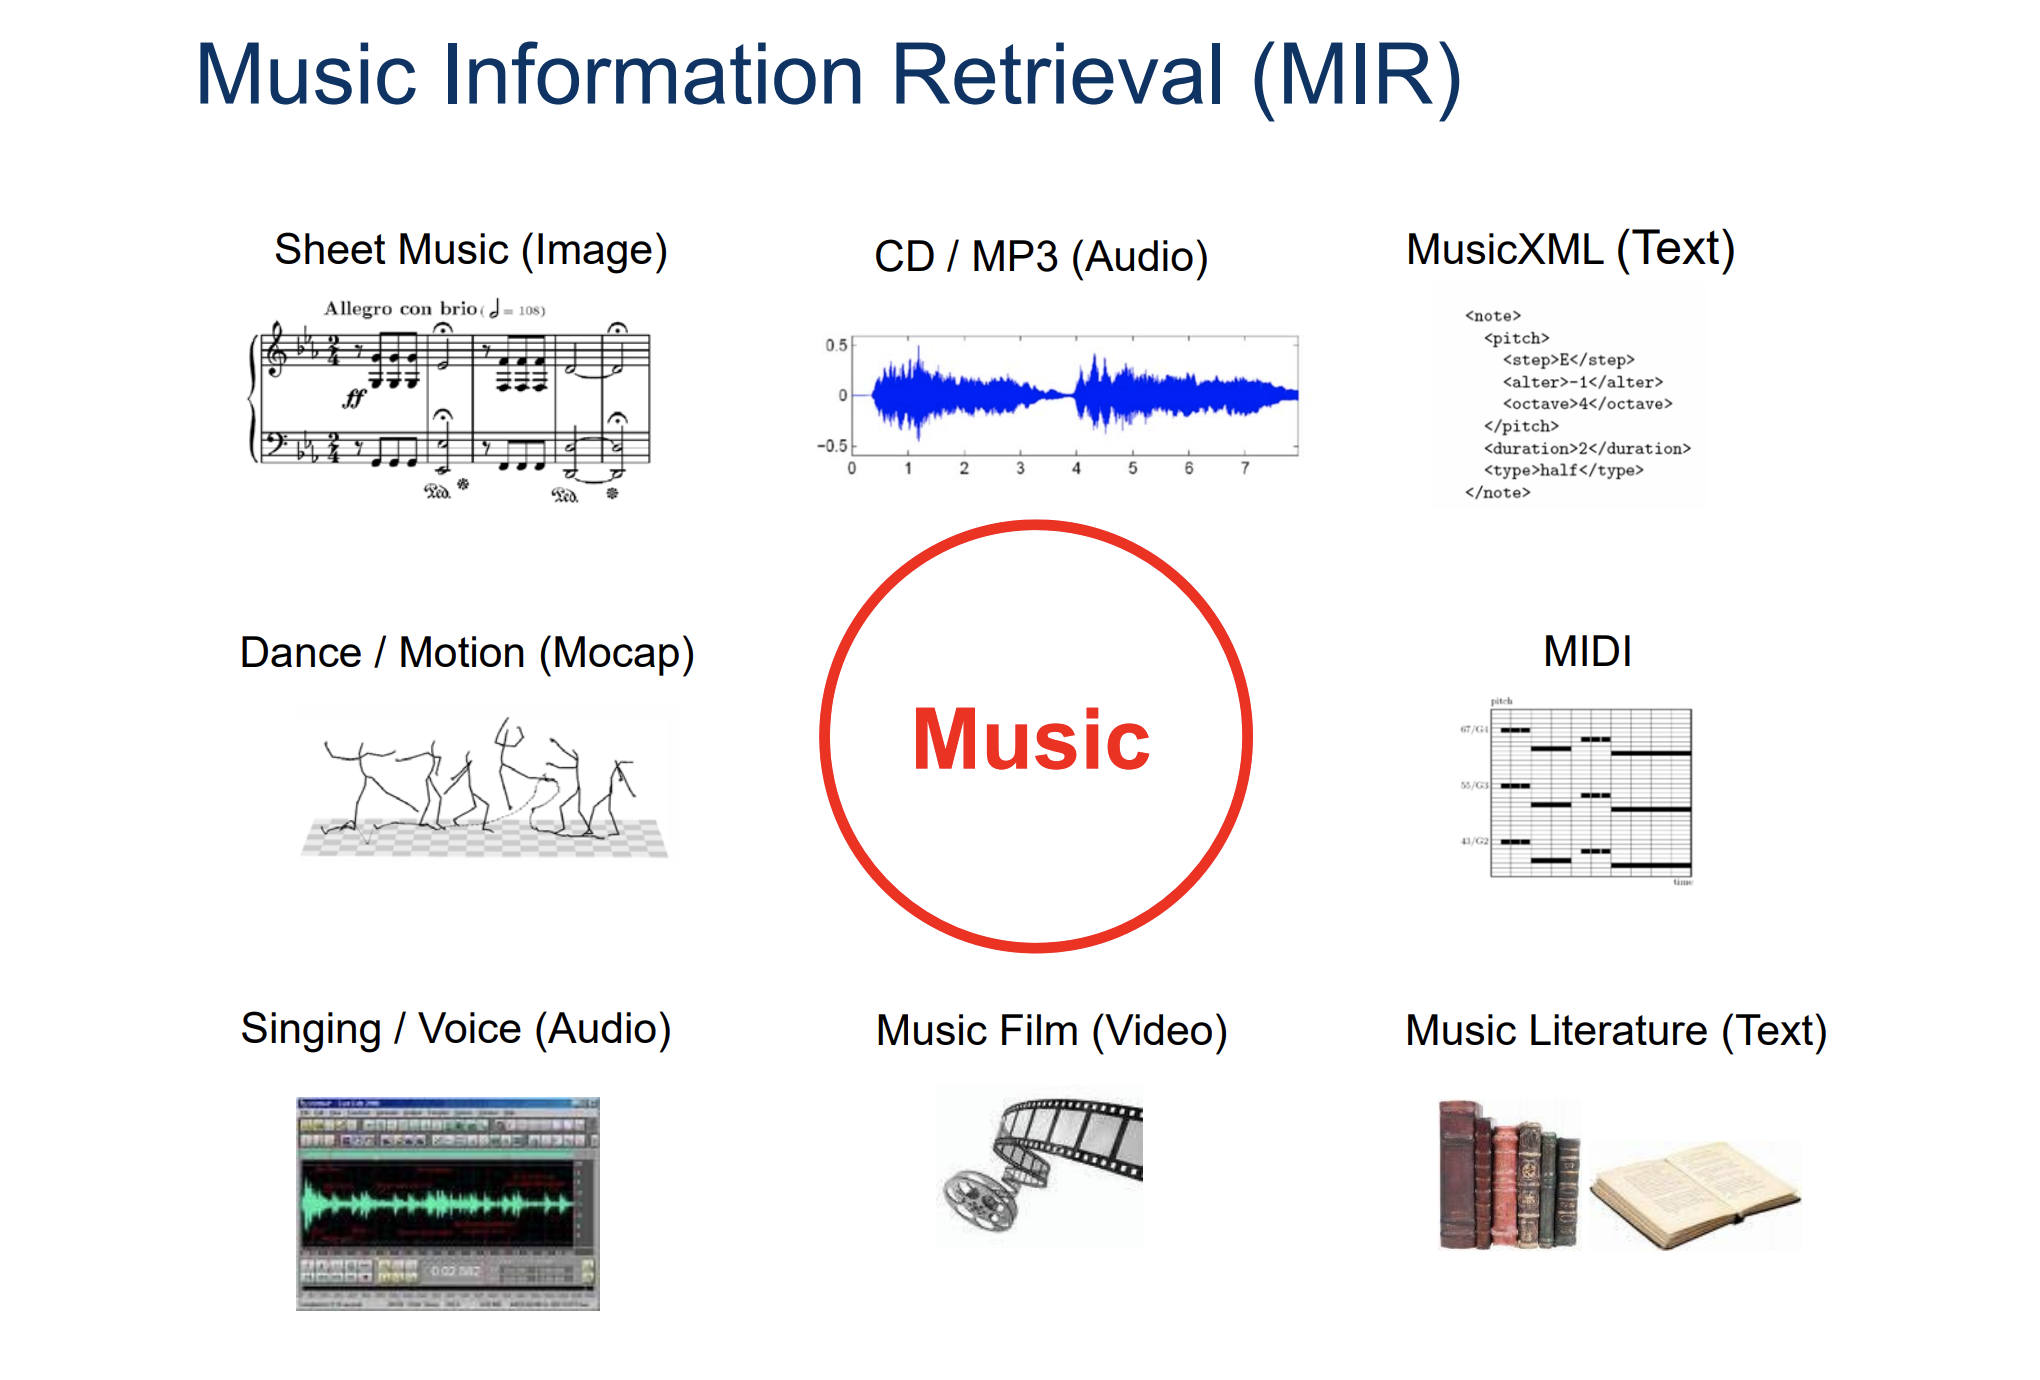 Music Information Retrieval (MIR)
Sheet Music (Image)
CD / MP3 (Audio)
MusicXML (Text)
Allegro con brio ( = 108)
ff
Ped.
Ped.
0.5
0
−0.5
0 1 2 3 4 5 6 7
<note>
<pitch>
<step>E</step>
<alter>-1</alter>
<octave>4</octave>
</pitch>
<duration>2</duration>
<type>half</type>
</note>
Dance / Motion (Mocap)
Music
MIDI
pitch
67/G4
55/G3
43/G2
time
Singing / Voice (Audio)
Music Film (Video)
Music Literature (Text)